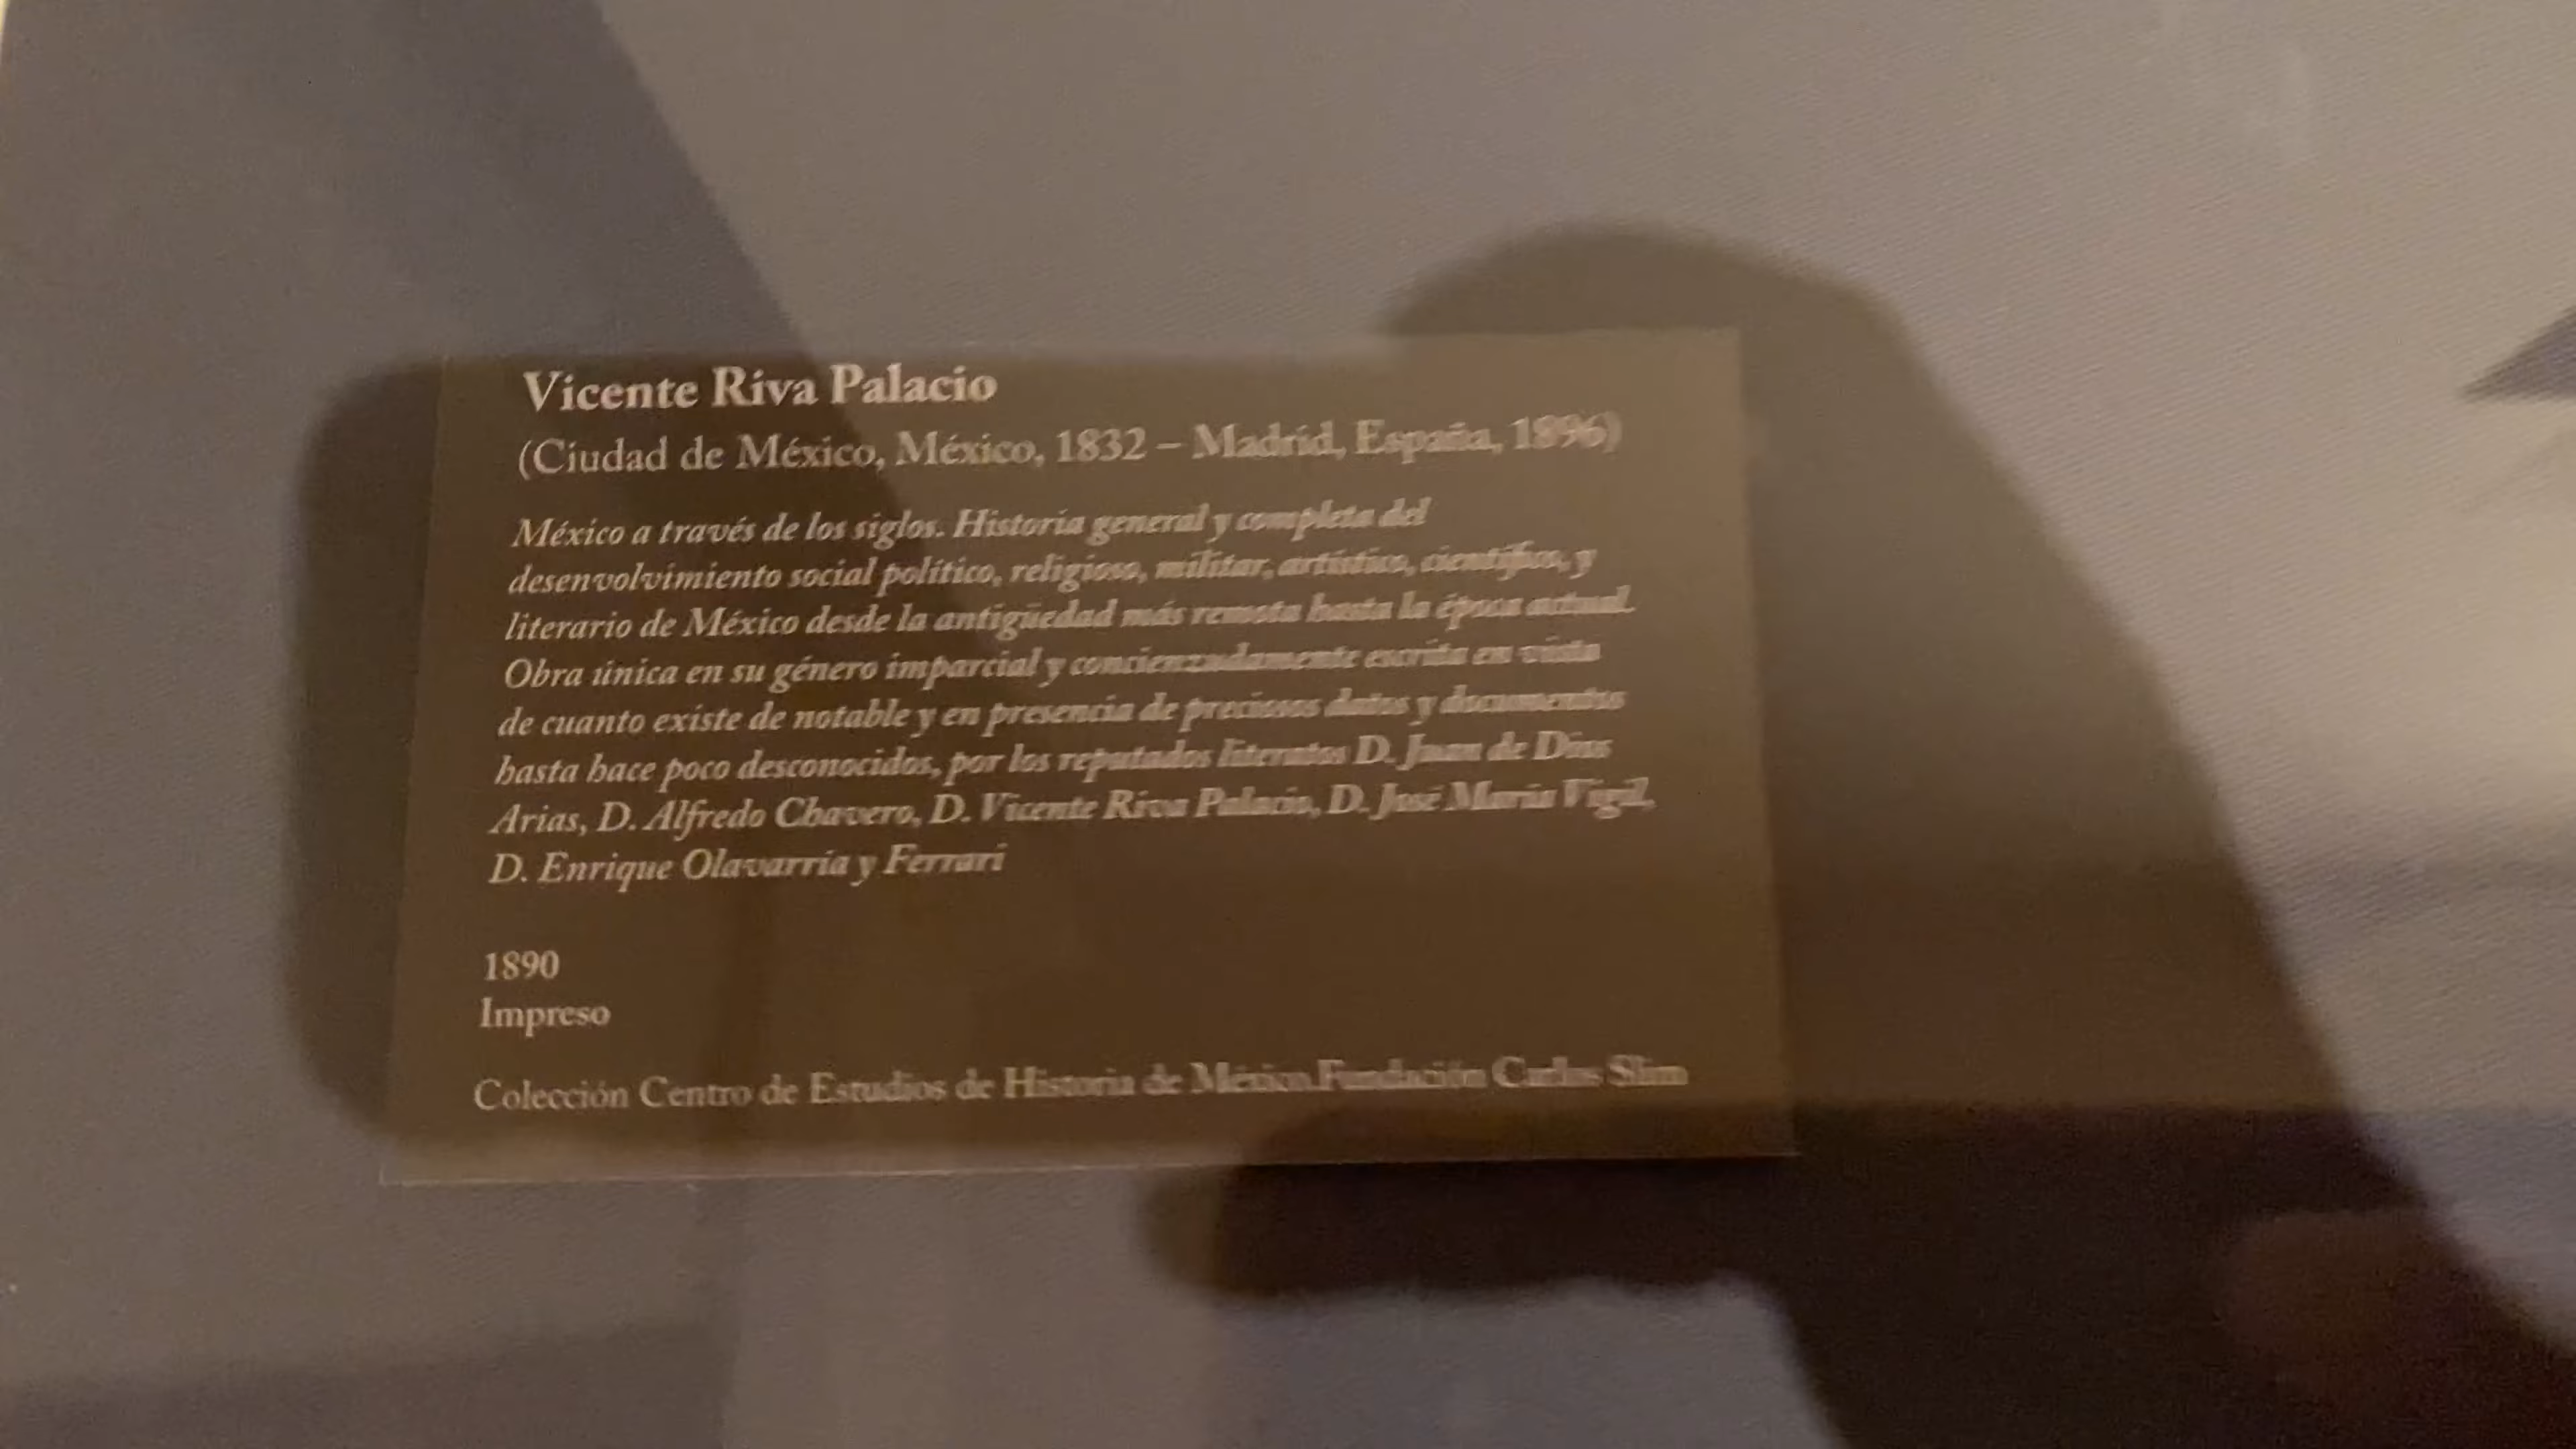 Vicente Riva Palacio
(Ciudad de México, México, 1832 – Madrid, España, 1896)
México a través de los siglos. Historia general y completa del
desenvolvimiento social político, religioso, militar, artístico, científico, y
literario de México desde la antigüedad más remota hasta la época actual.
Obra única en su género imparcial y concienzudamente escrita en vista
de cuanto existe de notable y en presencia de preciosos datos y documentos
hasta hace poco desconocidos, por los reputados literatos D. Juan de Dios
Arias, D. Alfredo Chavero, D. Vicente Riva Palacio, D. José María Vigil,
D. Enrique Olavarría y Ferrari
1890
Impreso
Colección Centro de Estudios de Historia de México.Fundación Carlos Slim